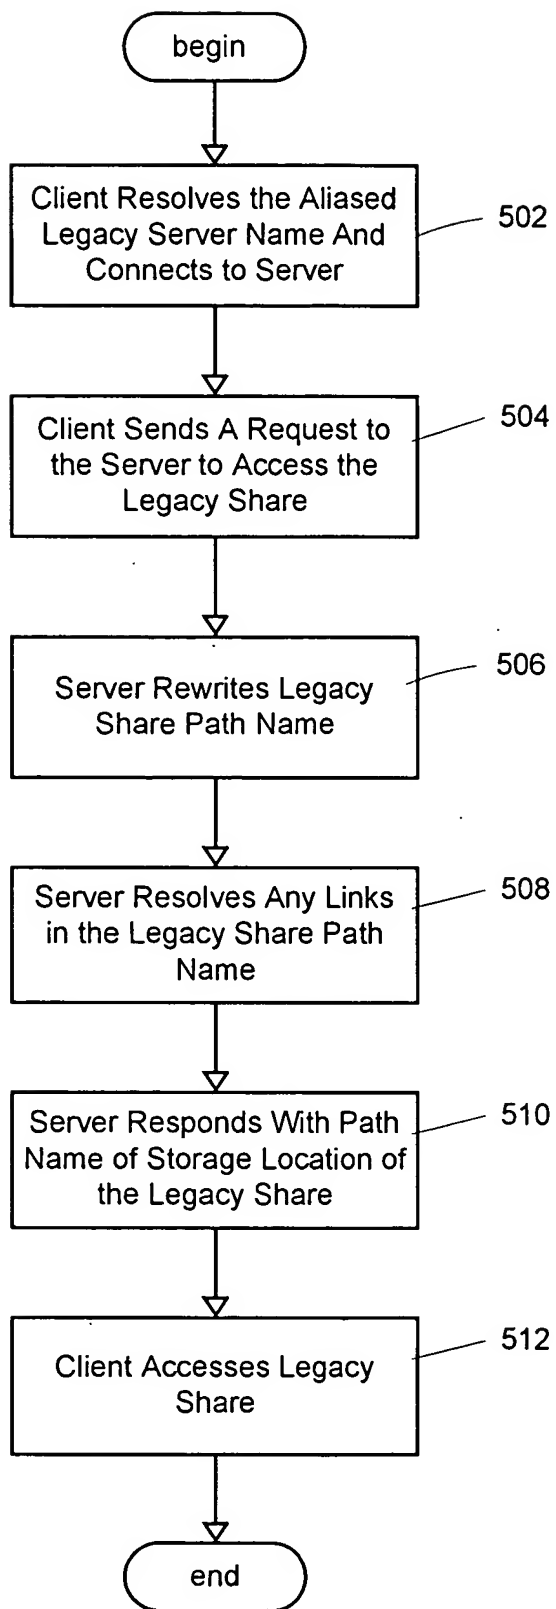 begin
Client Resolves the Aliased
Legacy Server Name And
Connects to Server
502
Client Sends A Request to
the Server to Access the
Legacy Share
504
Server Rewrites Legacy
Share Path Name
506
Server Resolves Any Links
in the Legacy Share Path
Name
508
Server Responds With Path
Name of Storage Location of
the Legacy Share
510
Client Accesses Legacy
Share
512
end